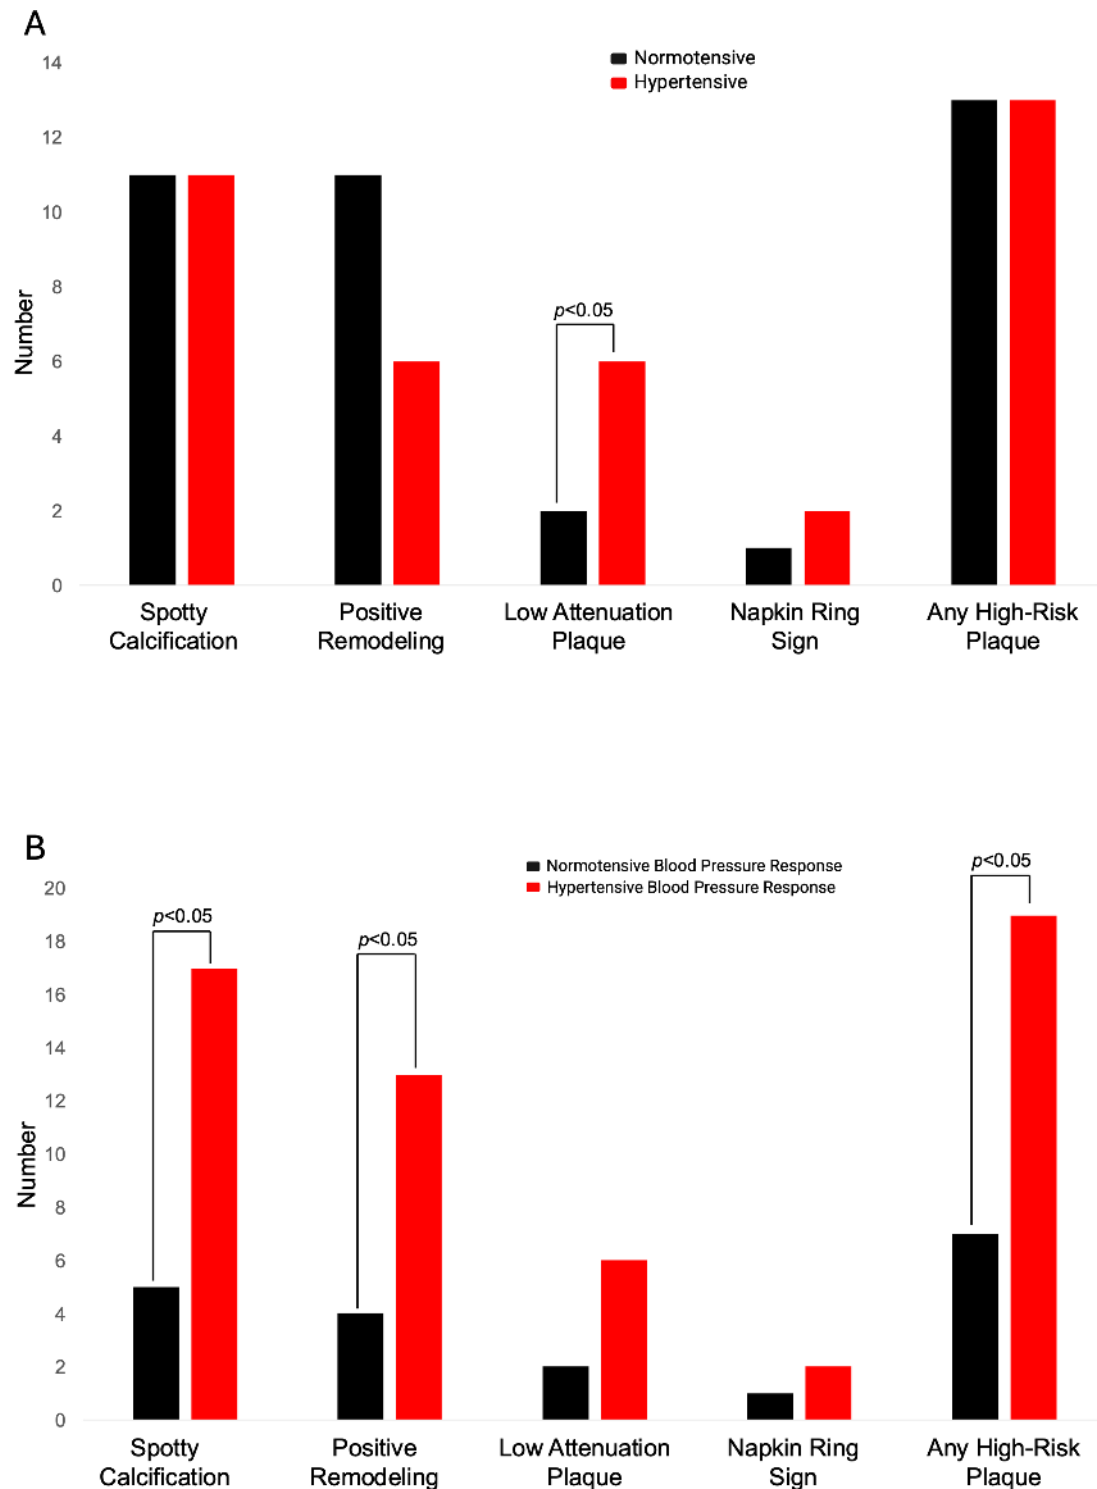 A
Normotensive
Hypertensive
14
12
10
8
6
4
2
0
Number
p<0.05
Spotty
Calcification
Positive
Remodeling
Low Attenuation
Plaque
Napkin Ring
Sign
Any High-Risk
Plaque
B
Normotensive Blood Pressure Response
Hypertensive Blood Pressure Response
20
18
16
14
12
10
8
6
4
2
0
Number
p<0.05
p<0.05
p<0.05
Spotty
Calcification
Positive
Remodeling
Low Attenuation
Plaque
Napkin Ring
Sign
Any High-Risk
Plaque